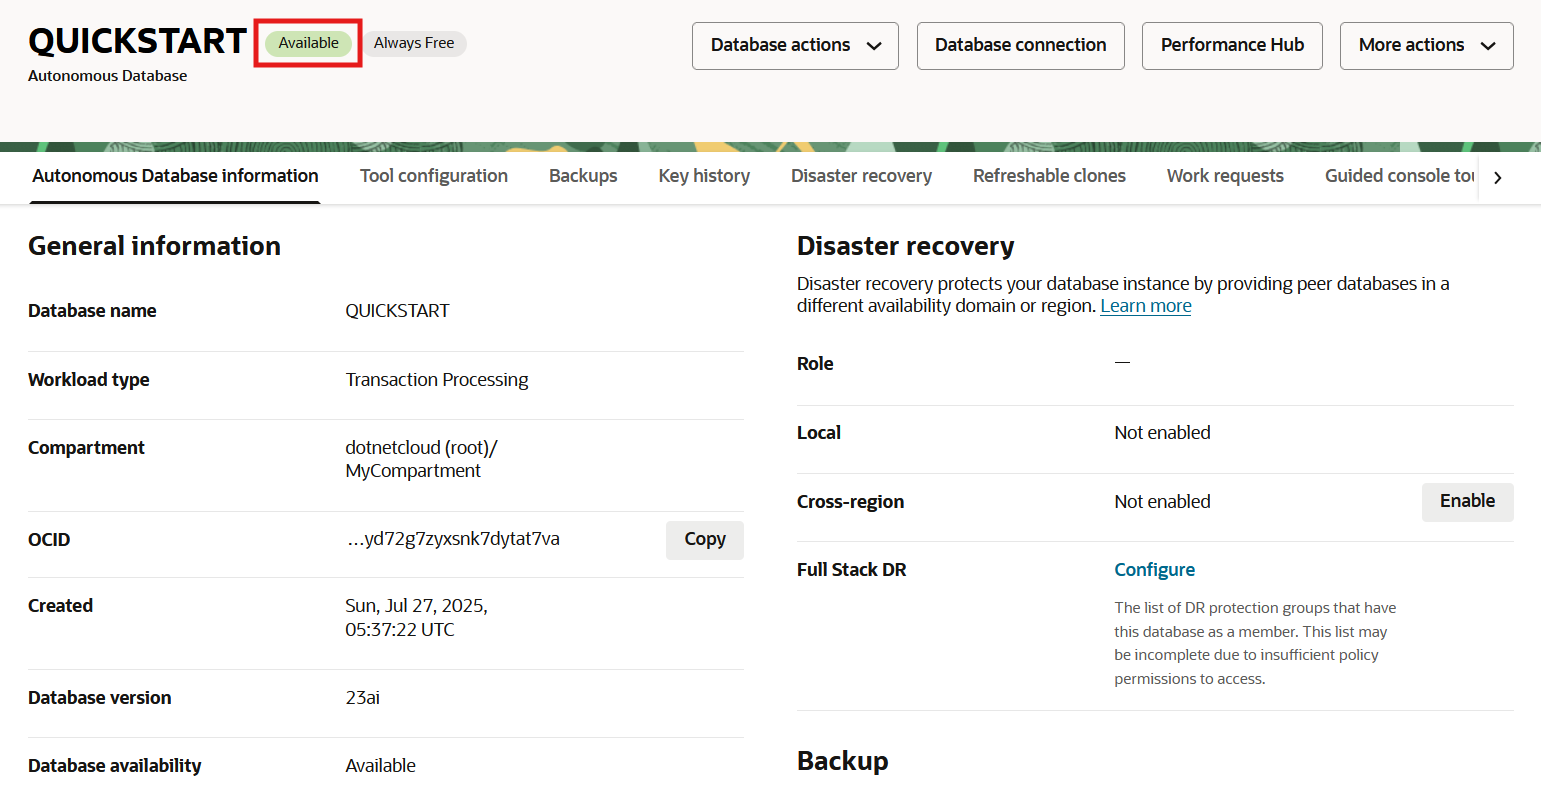 QUICKSTART Available Always Free
Autonomous Database
Database actions Database connection Performance Hub More actions
Autonomous Database information Tool configuration Backups Key history Disaster recovery Refreshable clones Work requests Guided console tou
General information
Database name QUICKSTART
Workload type Transaction Processing
Compartment dotnetcloud (root)/
MyCompartment
OCID ...yd72g7zyxsnk7dytat7va Copy
Created Sun, Jul 27, 2025,
05:37:22 UTC
Database version 23ai
Database availability Available
Disaster recovery
Disaster recovery protects your database instance by providing peer databases in a
different availability domain or region. Learn more
Role —
Local Not enabled
Cross-region Not enabled Enable
Full Stack DR Configure
The list of DR protection groups that have
this database as a member. This list may
be incomplete due to insufficient policy
permissions to access.
Backup